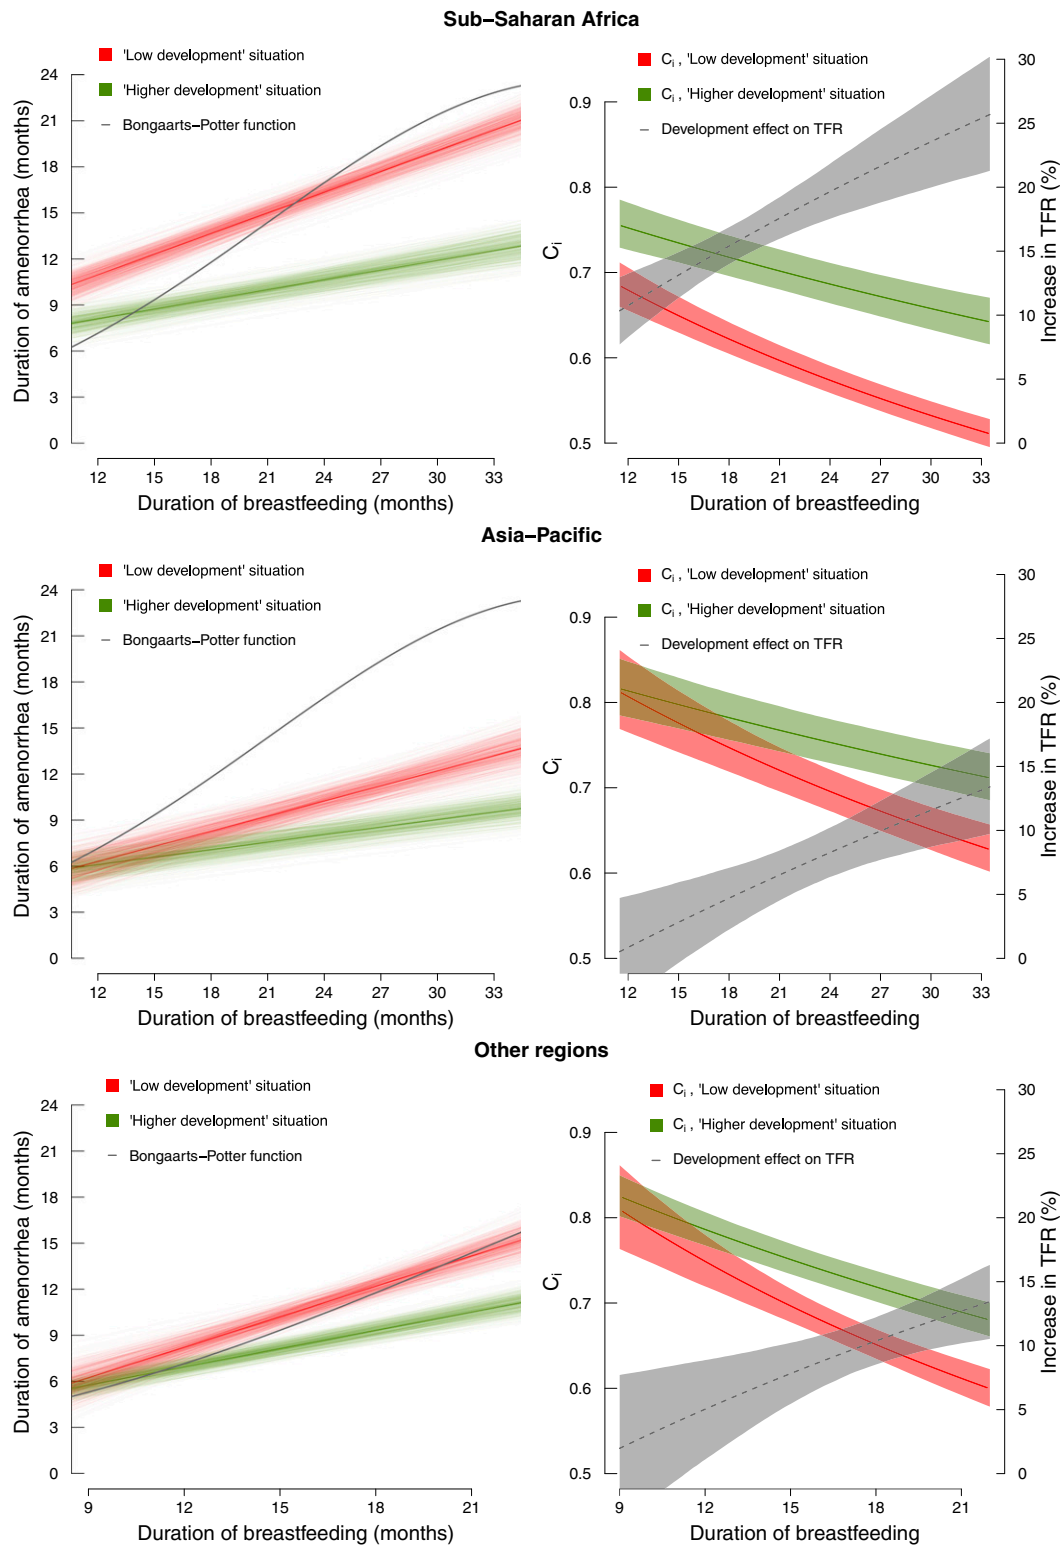 Sub–Saharan Africa
'Low development' situation
'Higher development' situation
Bongaarts–Potter function
Duration of amenorrhea (months)
24
21
18
15
12
9
6
3
0
12 15 18 21 24 27 30 33
Duration of breastfeeding (months)
Ci , 'Low development' situation
Ci , 'Higher development' situation
Development effect on TFR
Ci
0.9
0.8
0.7
0.6
0.5
30
25
20
15
10
5
0
Increase in TFR (%)
12 15 18 21 24 27 30 33
Duration of breastfeeding
Asia–Pacific
'Low development' situation
'Higher development' situation
Bongaarts–Potter function
Duration of amenorrhea (months)
24
21
18
15
12
9
6
3
0
12 15 18 21 24 27 30 33
Duration of breastfeeding (months)
Ci , 'Low development' situation
Ci , 'Higher development' situation
Development effect on TFR
Ci
0.9
0.8
0.7
0.6
0.5
30
25
20
15
10
5
0
Increase in TFR (%)
12 15 18 21 24 27 30 33
Duration of breastfeeding
Other regions
'Low development' situation
'Higher development' situation
Bongaarts–Potter function
Duration of amenorrhea (months)
24
21
18
15
12
9
6
3
0
9 12 15 18 21
Duration of breastfeeding (months)
Ci , 'Low development' situation
Ci , 'Higher development' situation
Development effect on TFR
Ci
0.9
0.8
0.7
0.6
0.5
30
25
20
15
10
5
0
Increase in TFR (%)
9 12 15 18 21
Duration of breastfeeding